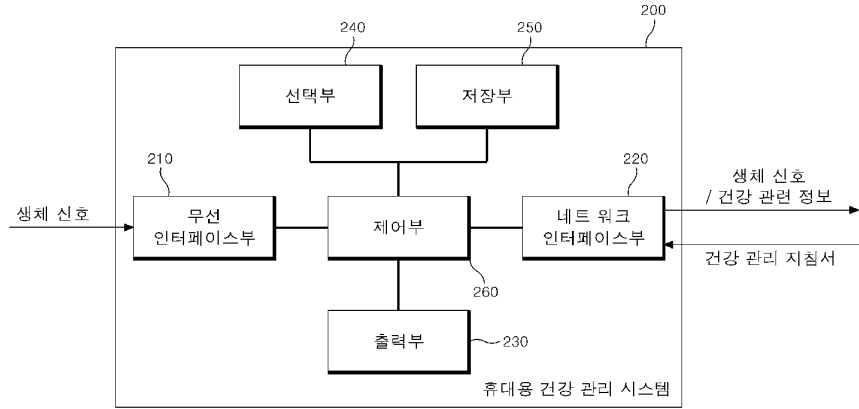 200
240
250
선택부
저장부
210
220
생체 신호
무선
인터페이스부
제어부
네트 워크
인터페이스부
생체 신호
/ 건강 관련 정보
건강 관리 지침서
260
출력부
230
휴대용 건강 관리 시스템